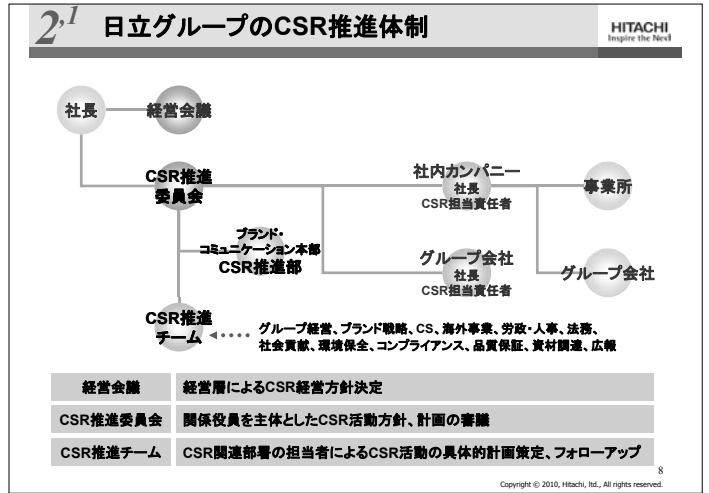 2,1 日立グループのCSR推進体制
HITACHI
Inspire the Next
社長
経営会議
CSR推進
委員会
社内カンパニー
社長
CSR担当責任者
事業所
ブランド・
コミュニケーション本部
CSR推進部
グループ会社
社長
CSR担当責任者
グループ会社
CSR推進
チーム
グループ経営、ブランド戦略、CS、海外事業、労政・人事、法務、
社会貢献、環境保全、コンプライアンス、品質保証、資材調達、広報
経営会議 経営層によるCSR経営方針決定
CSR推進委員会 関係役員を主体としたCSR活動方針、計画の審議
CSR推進チーム CSR関連部署の担当者によるCSR活動の具体的計画策定、フォローアップ
8
Copyright © 2010, Hitachi, ltd., All rights reserved.